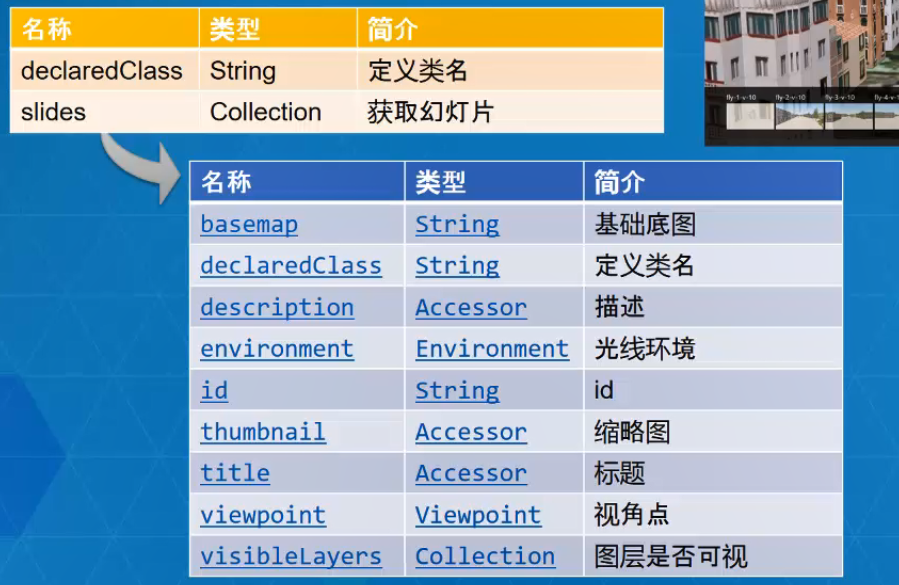 名称 类型 简介
declaredClass String 定义类名
slides Collection 获取幻灯片
fly-1-v-10 fly-2-v-10 fly-3-v-10
名称 类型 简介
basemap String 基础底图
declaredClass String 定义类名
description Accessor 描述
environment Environment 光线环境
id String id
thumbnail Accessor 缩略图
title Accessor 标题
viewpoint Viewpoint 视角点
visibleLayers Collection 图层是否可视